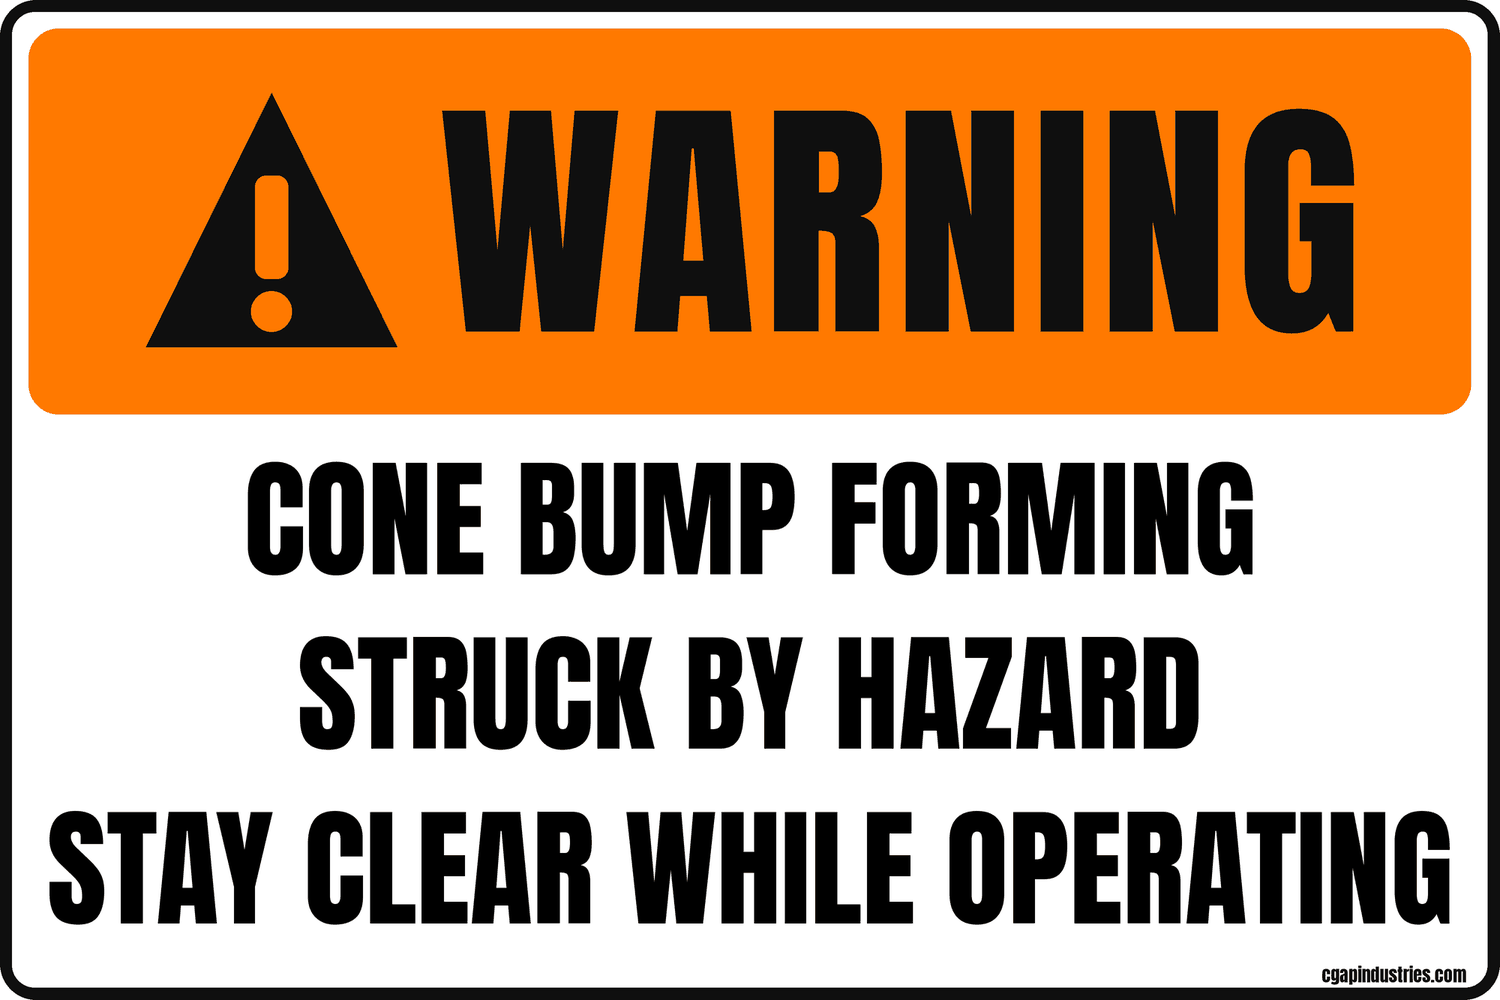 WARNING
CONE BUMP FORMING
STRUCK BY HAZARD
STAY CLEAR WHILE OPERATING
cgapindustries.com